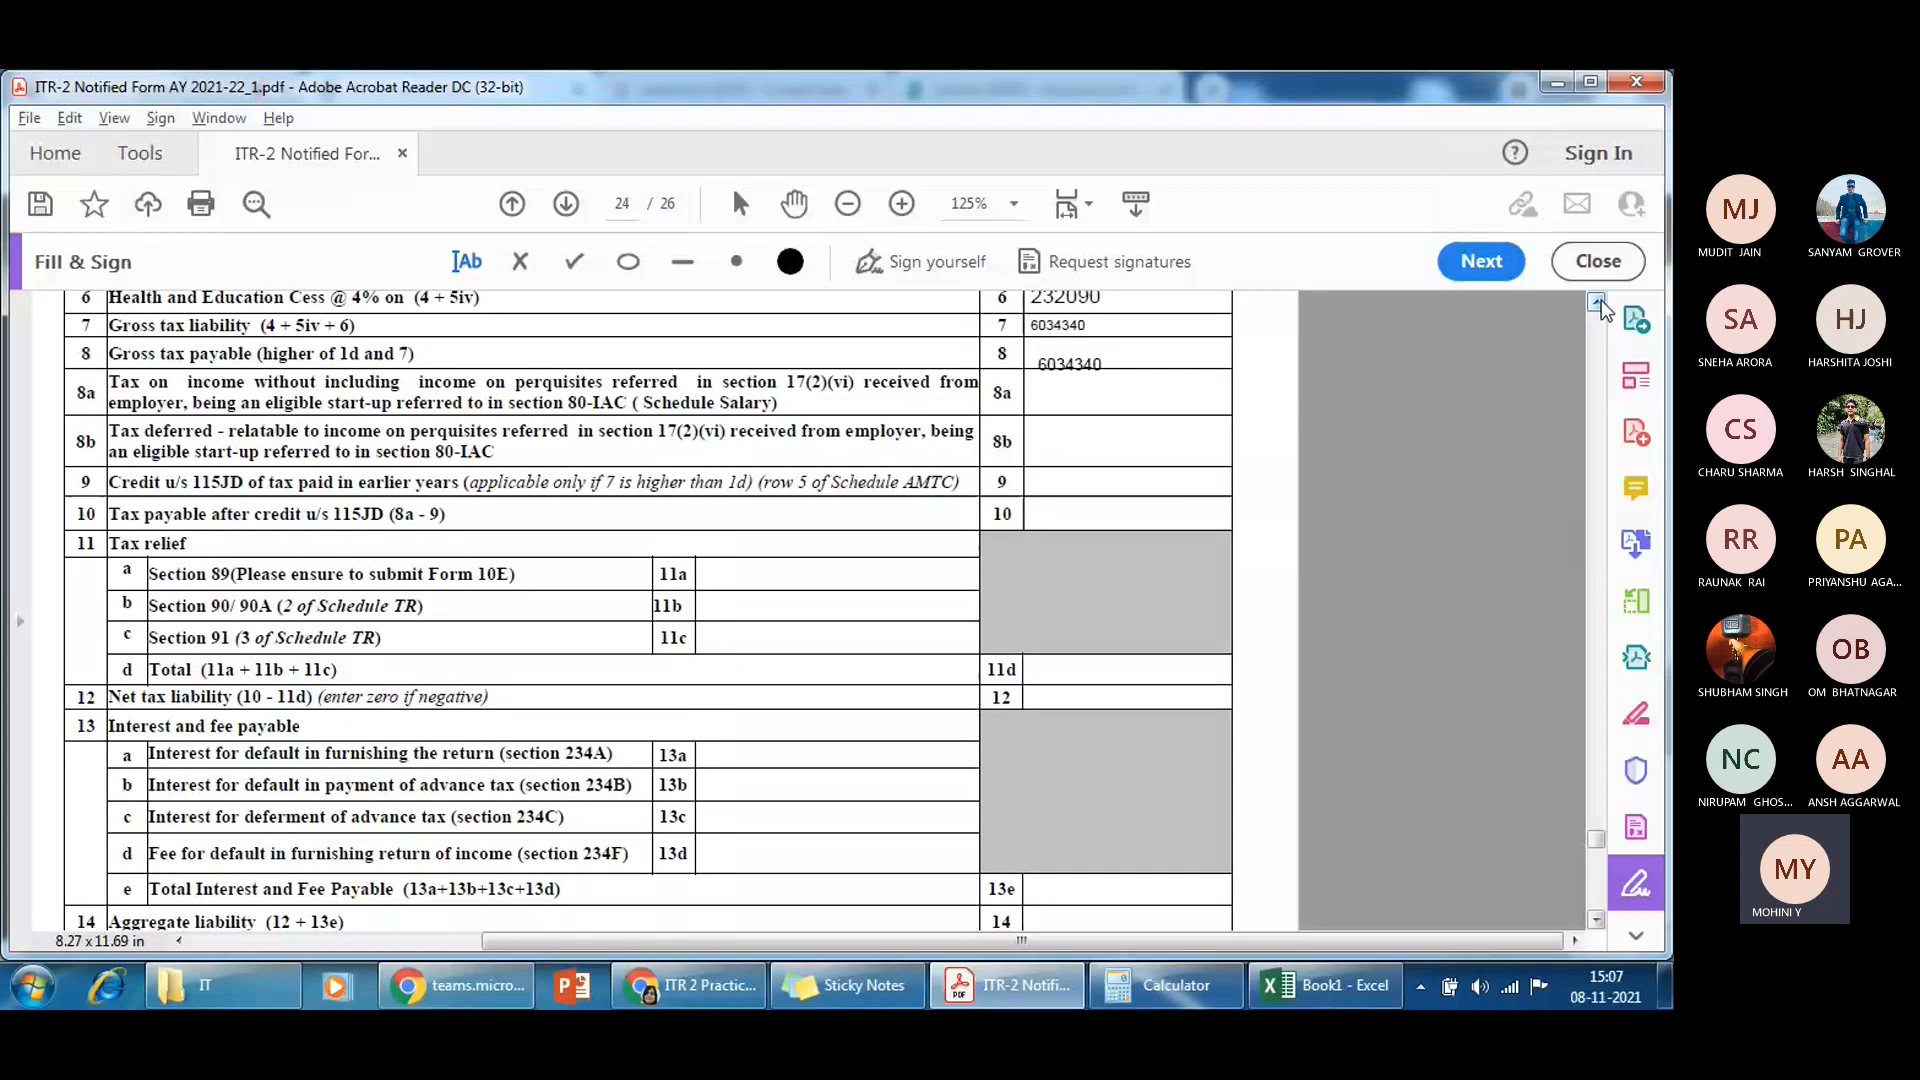 ITR-2 Notified Form AY 2021-22_1.pdf - Adobe Acrobat Reader DC (32-bit)
File Edit View Sign Window Help
Home Tools ITR-2 Notified For... × Sign In
24 / 26 125%
Fill & Sign Ab Sign yourself Request signatures Next Close
6 Health and Education Cess @ 4% on (4 + 5iv) 6 232090
7 Gross tax liability (4 + 5iv + 6) 7 6034340
8 Gross tax payable (higher of 1d and 7) 8 6034340
8a Tax on income without including income on perquisites referred in section 17(2)(vi) received from
employer, being an eligible start-up referred to in section 80-IAC ( Schedule Salary) 8a
8b Tax deferred - relatable to income on perquisites referred in section 17(2)(vi) received from employer, being
an eligible start-up referred to in section 80-IAC 8b
9 Credit u/s 115JD of tax paid in earlier years (applicable only if 7 is higher than 1d) (row 5 of Schedule AMTC) 9
10 Tax payable after credit u/s 115JD (8a - 9) 10
11 Tax relief
a Section 89(Please ensure to submit Form 10E) 11a
b Section 90/ 90A (2 of Schedule TR) 11b
c Section 91 (3 of Schedule TR) 11c
d Total (11a + 11b + 11c) 11d
12 Net tax liability (10 - 11d) (enter zero if negative) 12
13 Interest and fee payable
a Interest for default in furnishing the return (section 234A) 13a
b Interest for default in payment of advance tax (section 234B) 13b
c Interest for deferment of advance tax (section 234C) 13c
d Fee for default in furnishing return of income (section 234F) 13d
e Total Interest and Fee Payable (13a+13b+13c+13d) 13e
14 Aggregate liability (12 + 13e) 14
8.27 x 11.69 in
IT teams.micro... ITR 2 Practic... Sticky Notes ITR-2 Notifi... Calculator Book1 - Excel 15:07
08-11-2021
MJ
MUDIT JAIN SANYAM GROVER
SA HJ
SNEHA ARORA HARSHITA JOSHI
CS
CHARU SHARMA HARSH SINGHAL
RR PA
RAUNAK RAI PRIYANSHU AGA...
OB
SHUBHAM SINGH OM BHATNAGAR
NC AA
NIRUPAM GHOS... ANSH AGGARWAL
MY
MOHINI Y